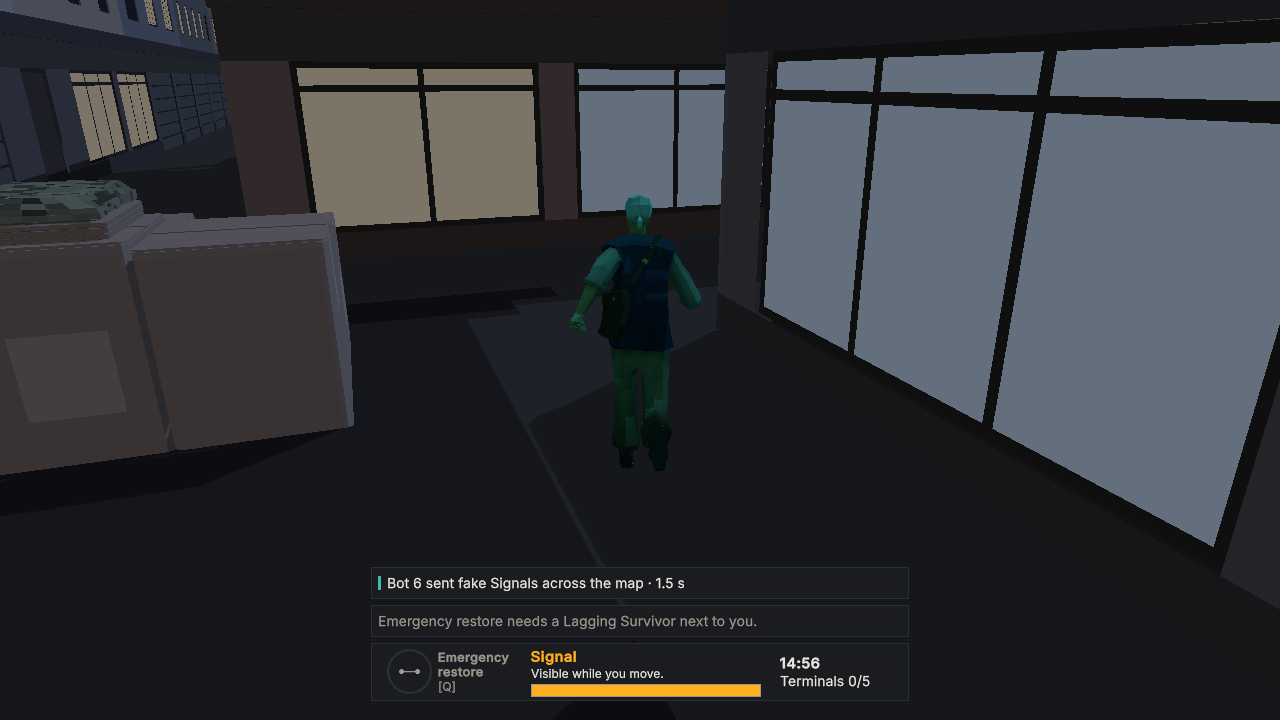 Bot 6 sent fake Signals across the map · 1.5 s
Emergency restore needs a Lagging Survivor next to you.
Emergency
restore
[Q]
Signal
Visible while you move.
14:56
Terminals 0/5